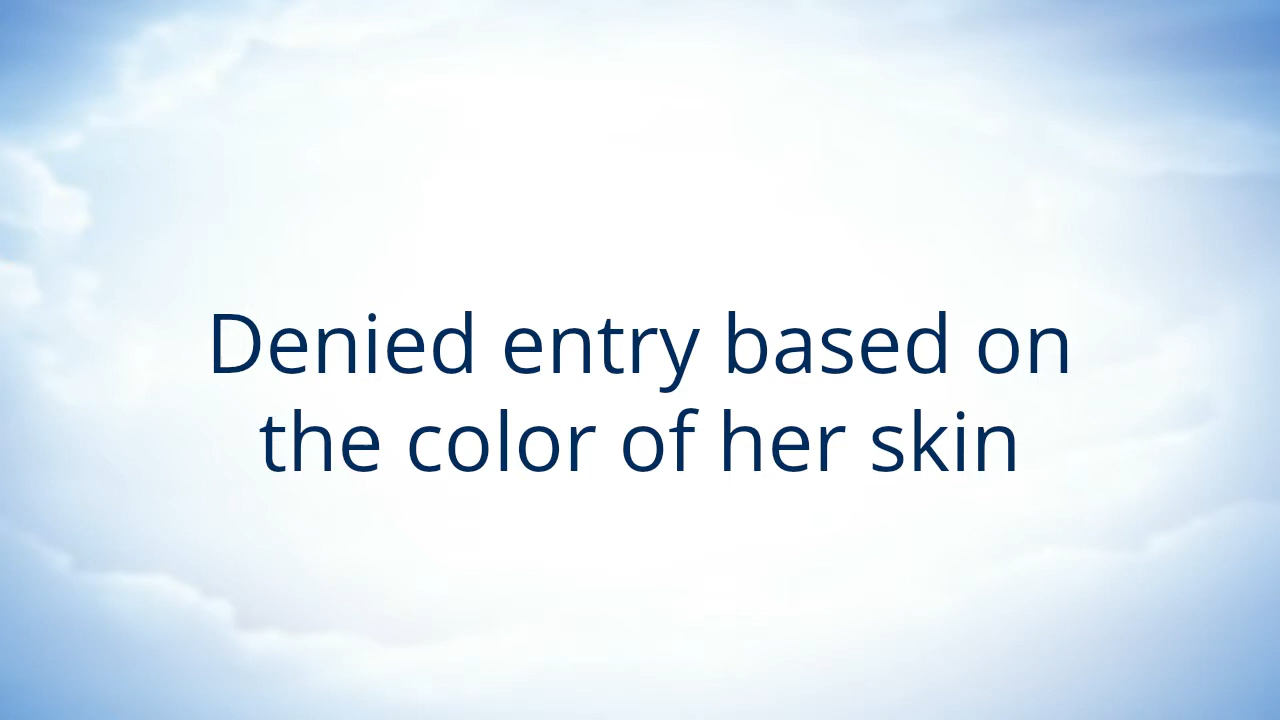 Denied entry based on
the color of her skin